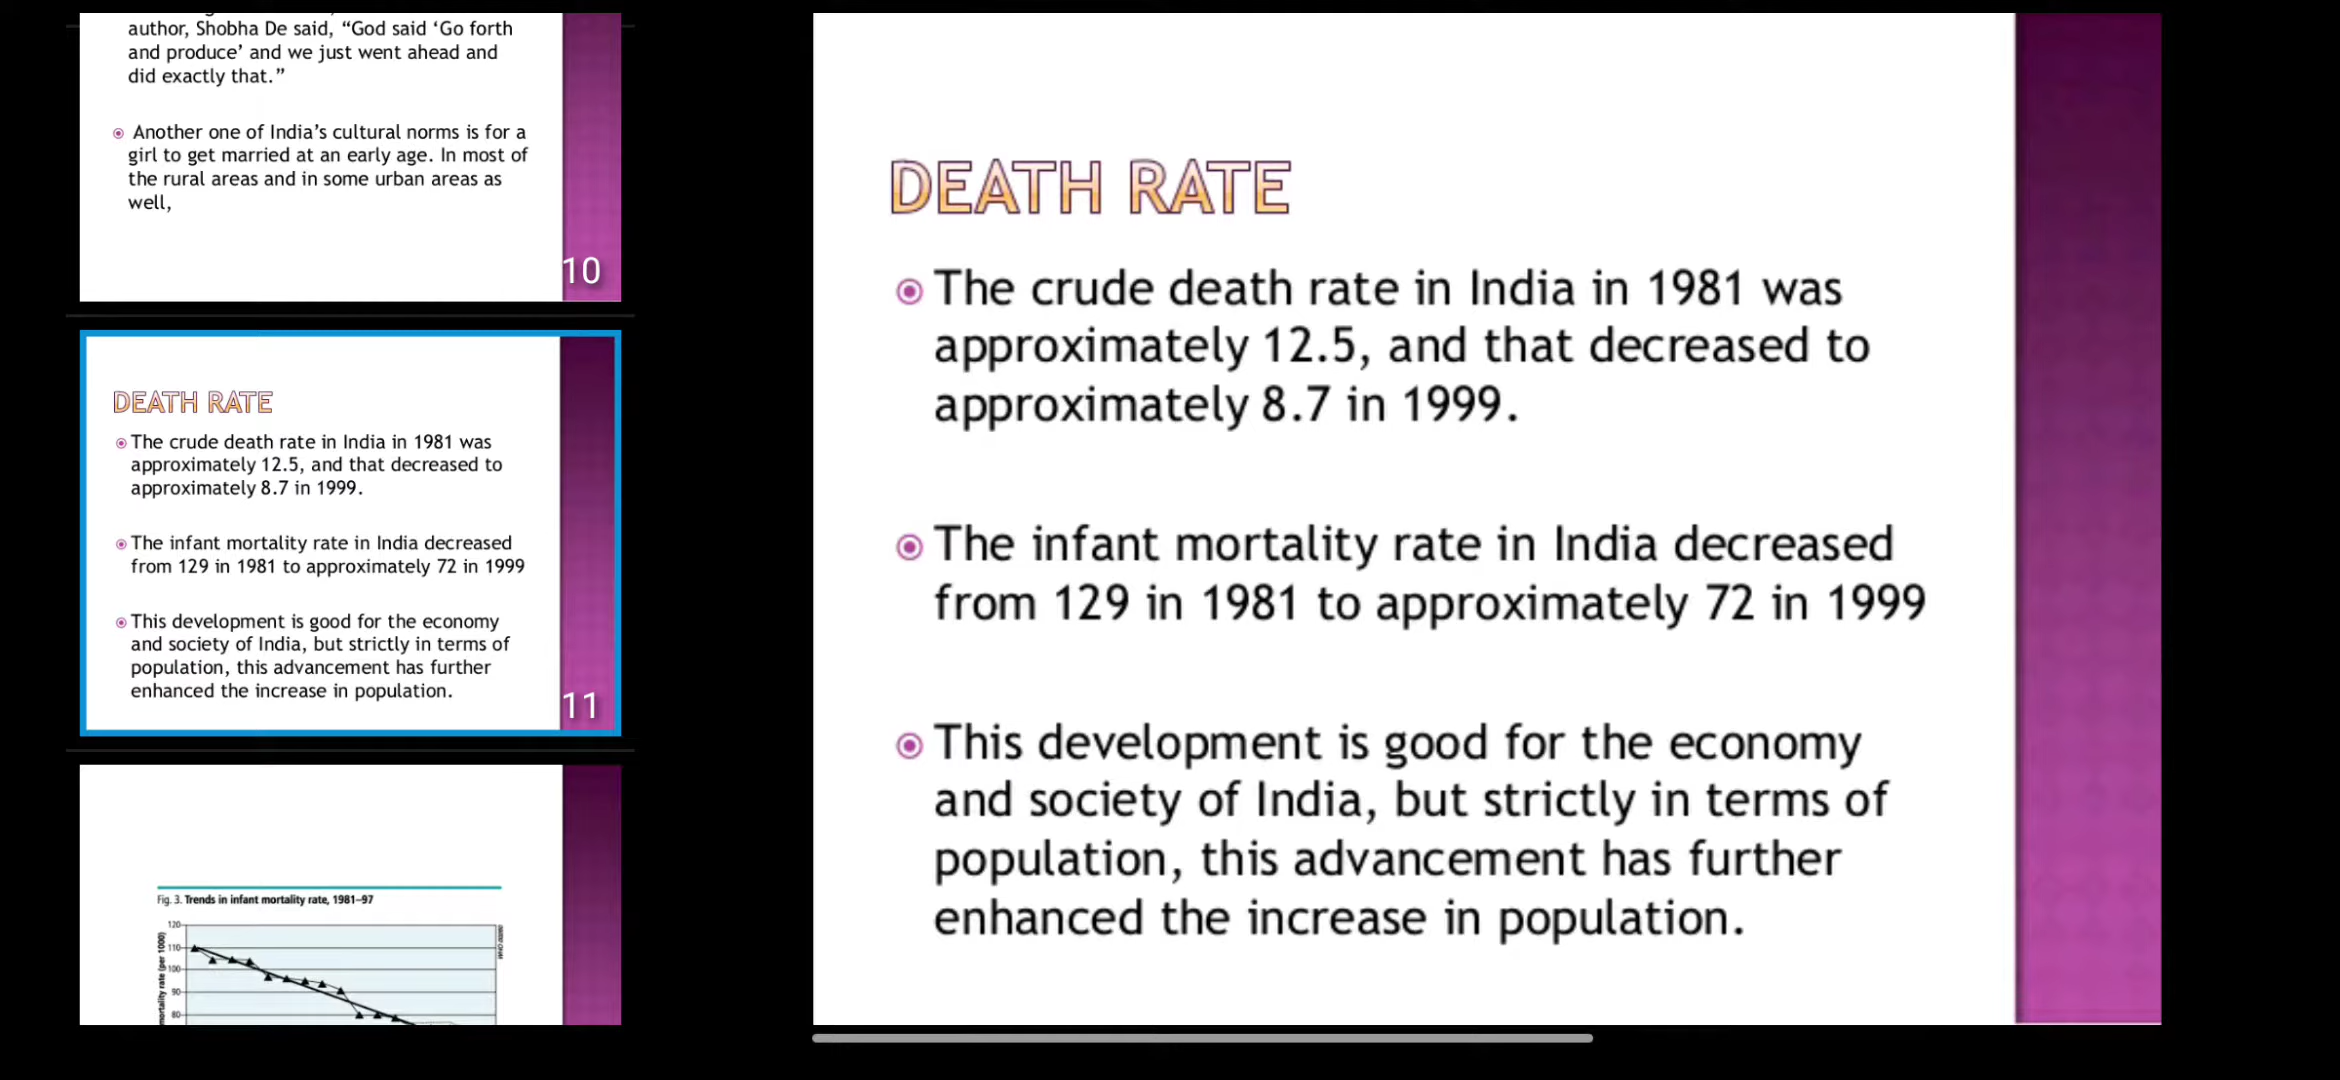 author, Shobha De said, “God said ‘Go forth
and produce’ and we just went ahead and
did exactly that.”
Another one of India’s cultural norms is for a
girl to get married at an early age. In most of
the rural areas and in some urban areas as
well,
10
DEATH RATE
The crude death rate in India in 1981 was
approximately 12.5, and that decreased to
approximately 8.7 in 1999.
The infant mortality rate in India decreased
from 129 in 1981 to approximately 72 in 1999
This development is good for the economy
and society of India, but strictly in terms of
population, this advancement has further
enhanced the increase in population.
11
Fig. 3. Trends in infant mortality rate, 1981–97
120
110
100
90
80
mortality rate (per 1000)
DEATH RATE
The crude death rate in India in 1981 was
approximately 12.5, and that decreased to
approximately 8.7 in 1999.
The infant mortality rate in India decreased
from 129 in 1981 to approximately 72 in 1999
This development is good for the economy
and society of India, but strictly in terms of
population, this advancement has further
enhanced the increase in population.